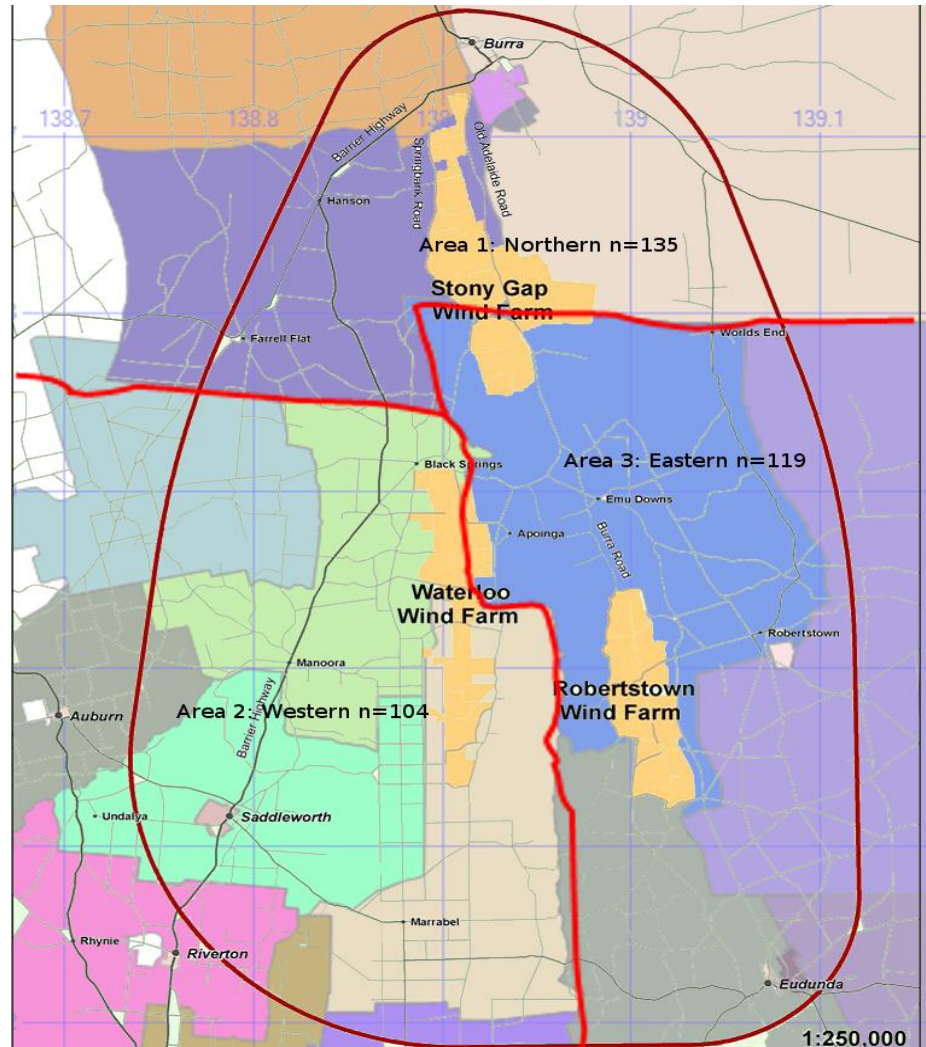 Burra
138.7
138.8
138.
139
139.1
Barrier Highway
Springbank Road
Old Adelaide Road
Hanson
Area 1: Northern n=135
Stony Gap
Wind Farm
Worlds End
Farrell Flat
Black Springs
Area 3: Eastern n=119
Emu Downs
Apoinga
Burra Road
Waterloo
Wind Farm
Robertstown
Manoora
Robertstown
Wind Farm
Area 2: Western n=104
Barrier Highway
Auburn
Undalya
Saddleworth
Marrabel
Rhynie
Riverton
Eudunda
1:250,000